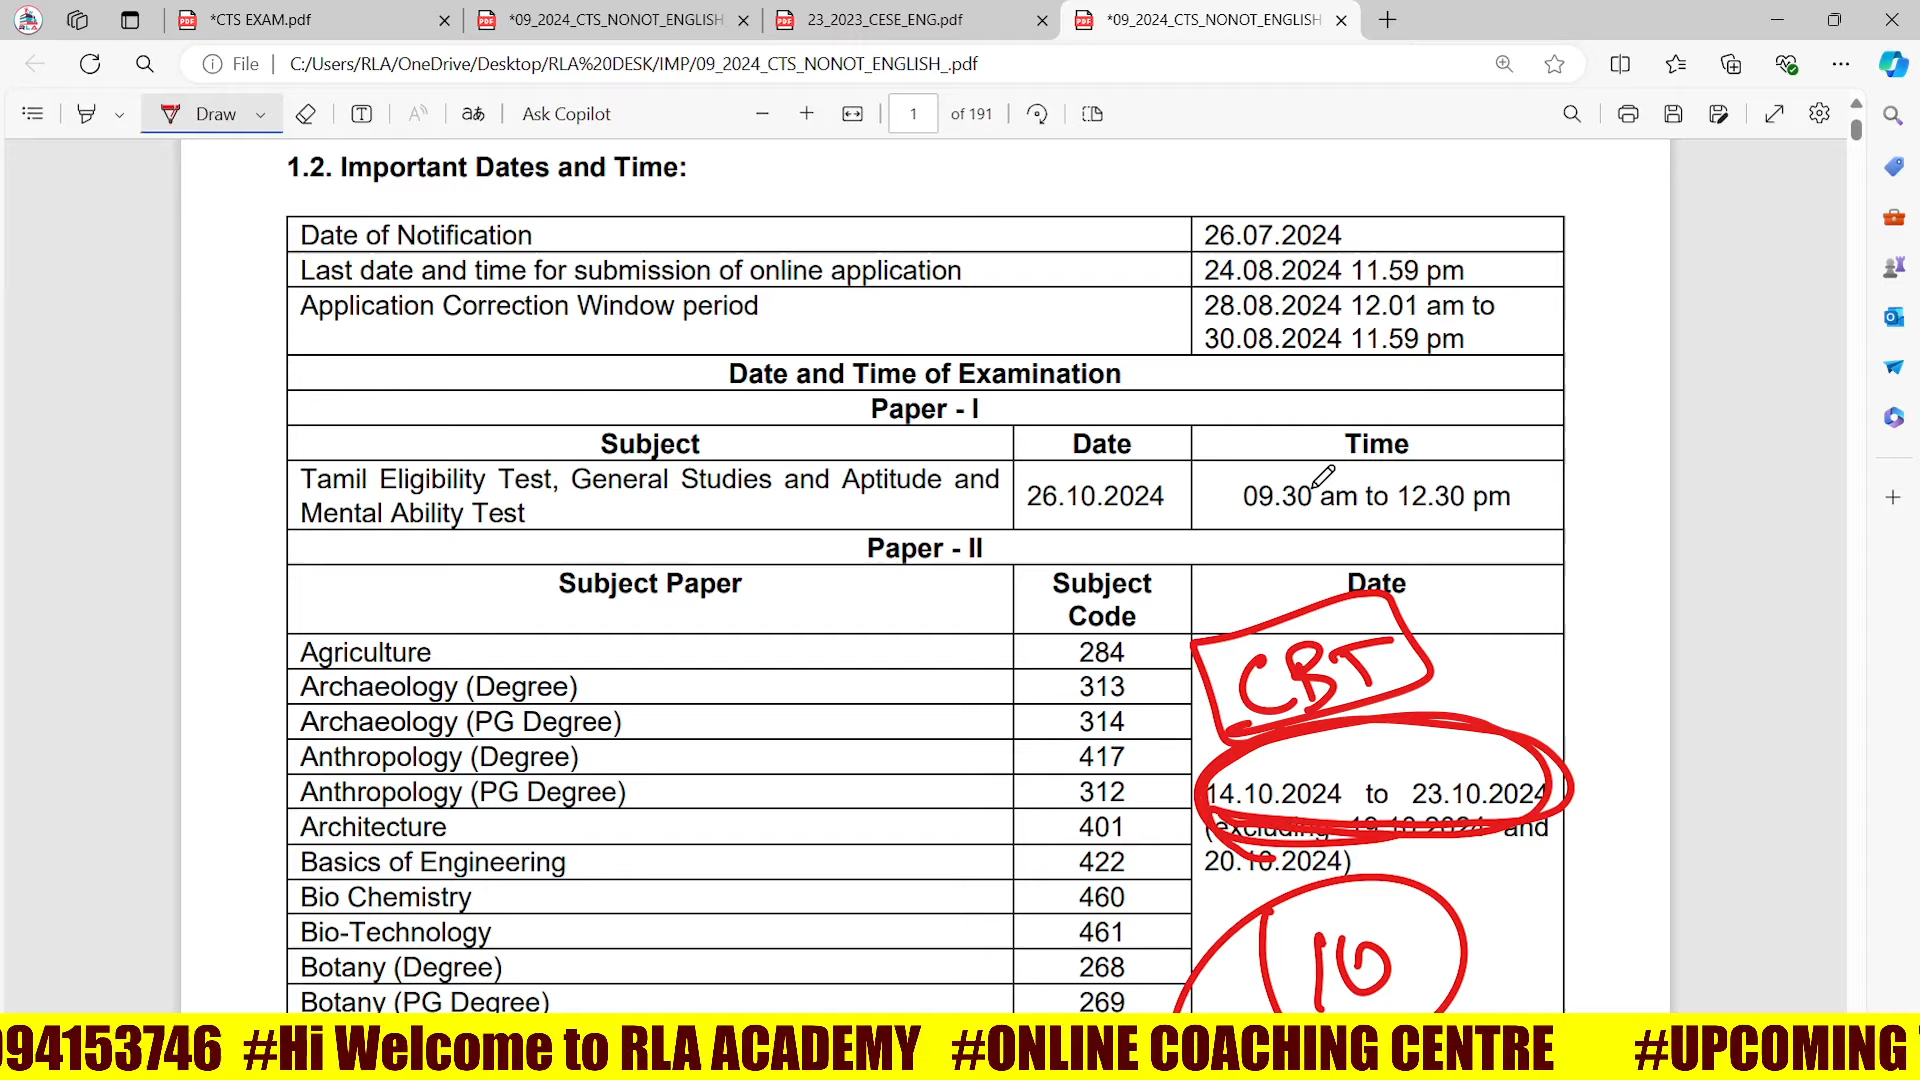 *CTS EXAM.pdf
*09_2024_CTS_NONOT_ENGLISH
23_2023_CESE_ENG.pdf
*09_2024_CTS_NONOT_ENGLISH
File
C:/Users/RLA/OneDrive/Desktop/RLA%20DESK/IMP/09_2024_CTS_NONOT_ENGLISH_.pdf
Draw
Ask Copilot
1
of 191
1.2. Important Dates and Time:
Date of Notification 26.07.2024
Last date and time for submission of online application 24.08.2024 11.59 pm
Application Correction Window period 28.08.2024 12.01 am to
30.08.2024 11.59 pm
Date and Time of Examination
Paper - I
Subject Date Time
Tamil Eligibility Test, General Studies and Aptitude and
Mental Ability Test
26.10.2024 09.30 am to 12.30 pm
Paper - II
Subject Paper Subject Code Date
Agriculture 284
CBT
Archaeology (Degree) 313
Archaeology (PG Degree) 314
Anthropology (Degree) 417
Anthropology (PG Degree) 312 14.10.2024 to 23.10.2024
Architecture 401 (excluding 19.10.2024 and
Basics of Engineering 422 20.10.2024)
Bio Chemistry 460
Bio-Technology 461
Botany (Degree) 268
10
Botany (PG Degree) 269
094153746 #Hi Welcome to RLA ACADEMY #ONLINE COACHING CENTRE #UPCOMING